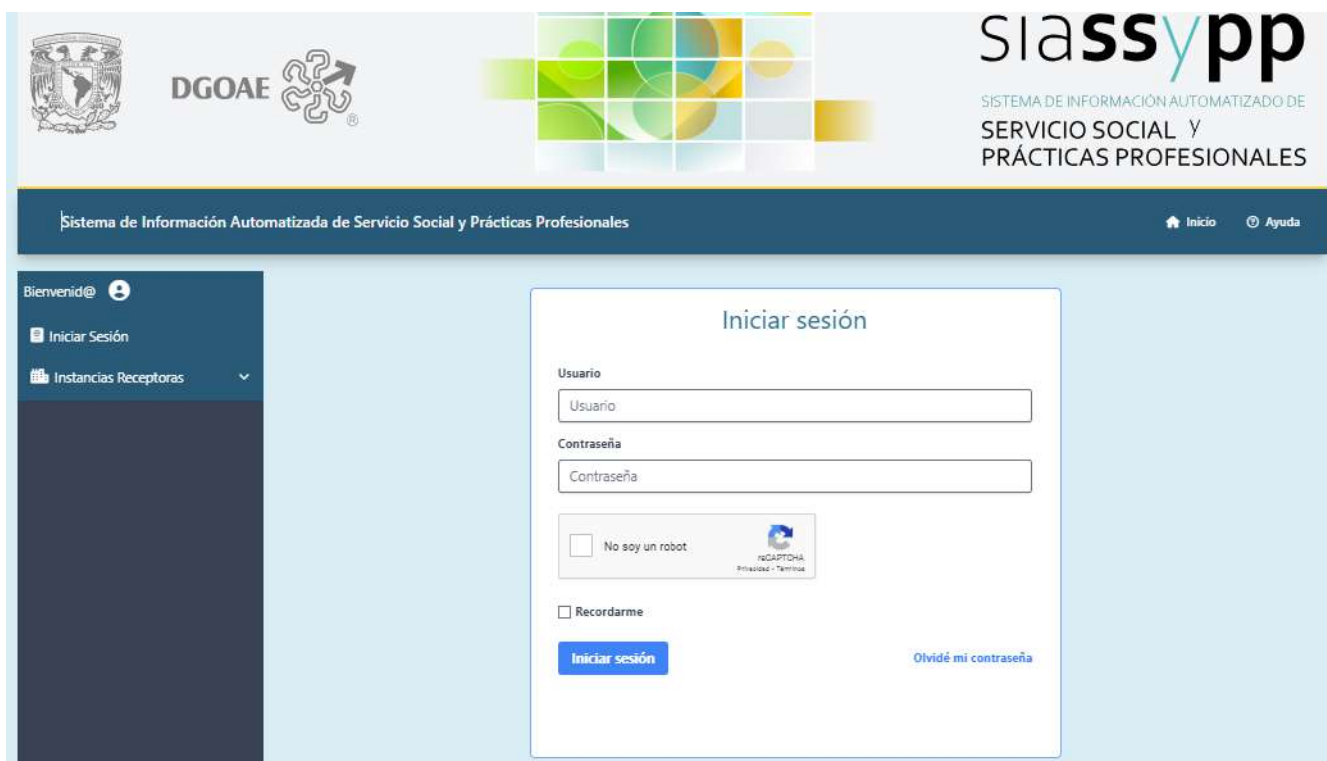 DGOAE
®
siassypp
SISTEMA DE INFORMACIÓN AUTOMATIZADO DE
SERVICIO SOCIAL Y
PRÁCTICAS PROFESIONALES
Sistema de Información Automatizada de Servicio Social y Prácticas Profesionales
Inicio
Ayuda
Bienvenid@
Iniciar Sesión
Instancias Receptoras
Iniciar sesión
Usuario
Usuario
Contraseña
Contraseña
No soy un robot
reCAPTCHA
Privacidad - Términos
Recordarme
Iniciar sesión
Olvidé mi contraseña